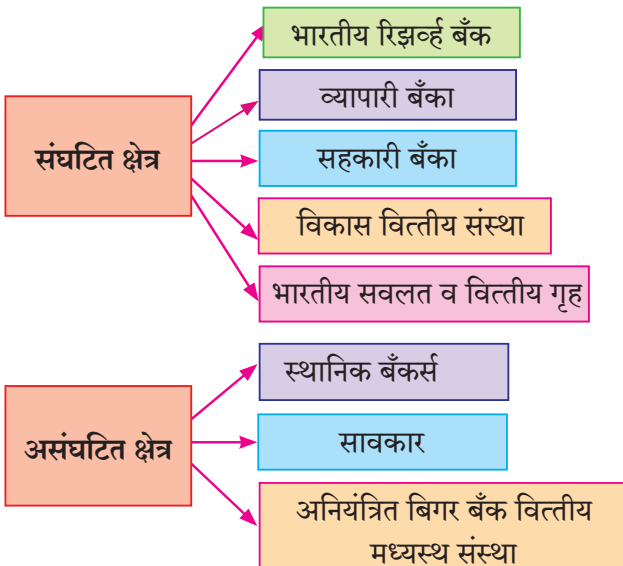 भारतीय रिझर्व्ह बँक
व्यापारी बँका
संघटित क्षेत्र
सहकारी बँका
विकास वित्तीय संस्था
भारतीय सवलत व वित्तीय गृह
स्थानिक बँकर्स
असंघटित क्षेत्र
सावकार
अनियंत्रित बिगर बँक वित्तीय
मध्यस्थ संस्था